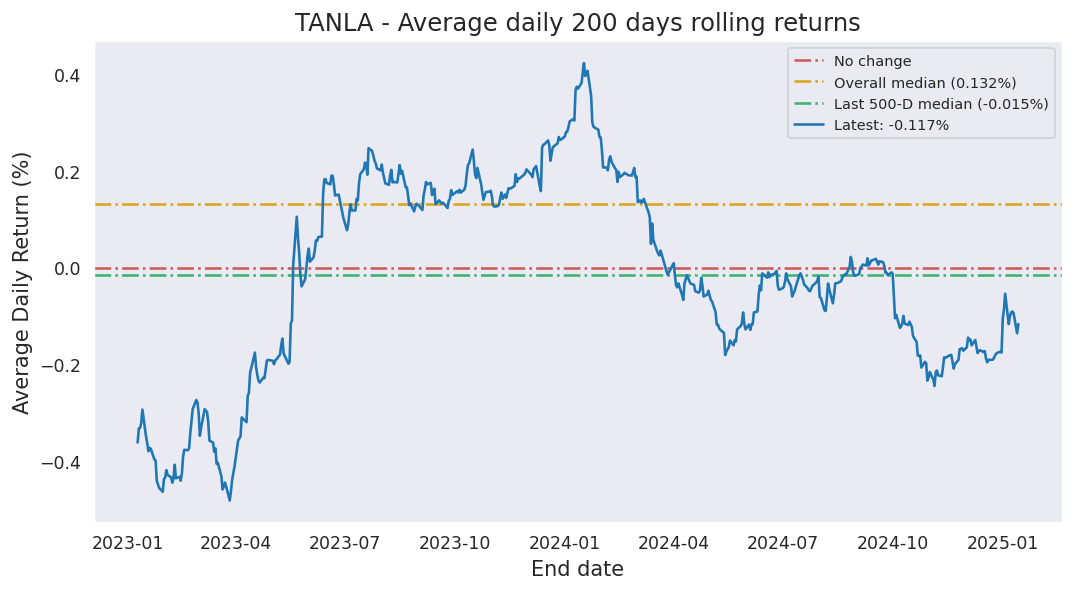 TANLA - Average daily 200 days rolling returns
No change
Overall median (0.132%)
Last 500-D median (-0.015%)
Latest: -0.117%
Average Daily Return (%)
0.4
0.2
0.0
−0.2
−0.4
2023-01 2023-04 2023-07 2023-10 2024-01 2024-04 2024-07 2024-10 2025-01
End date